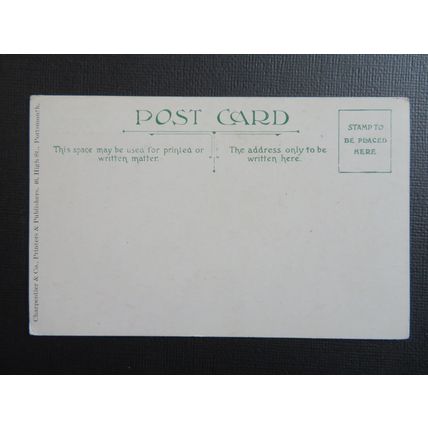 POST CARD
This space may be used for printed or
written matter.
The address only to be
written here.
STAMP TO
BE PLACED
HERE
Charpentier & Co., Printers & Publishers, 46, High St., Portsmouth.